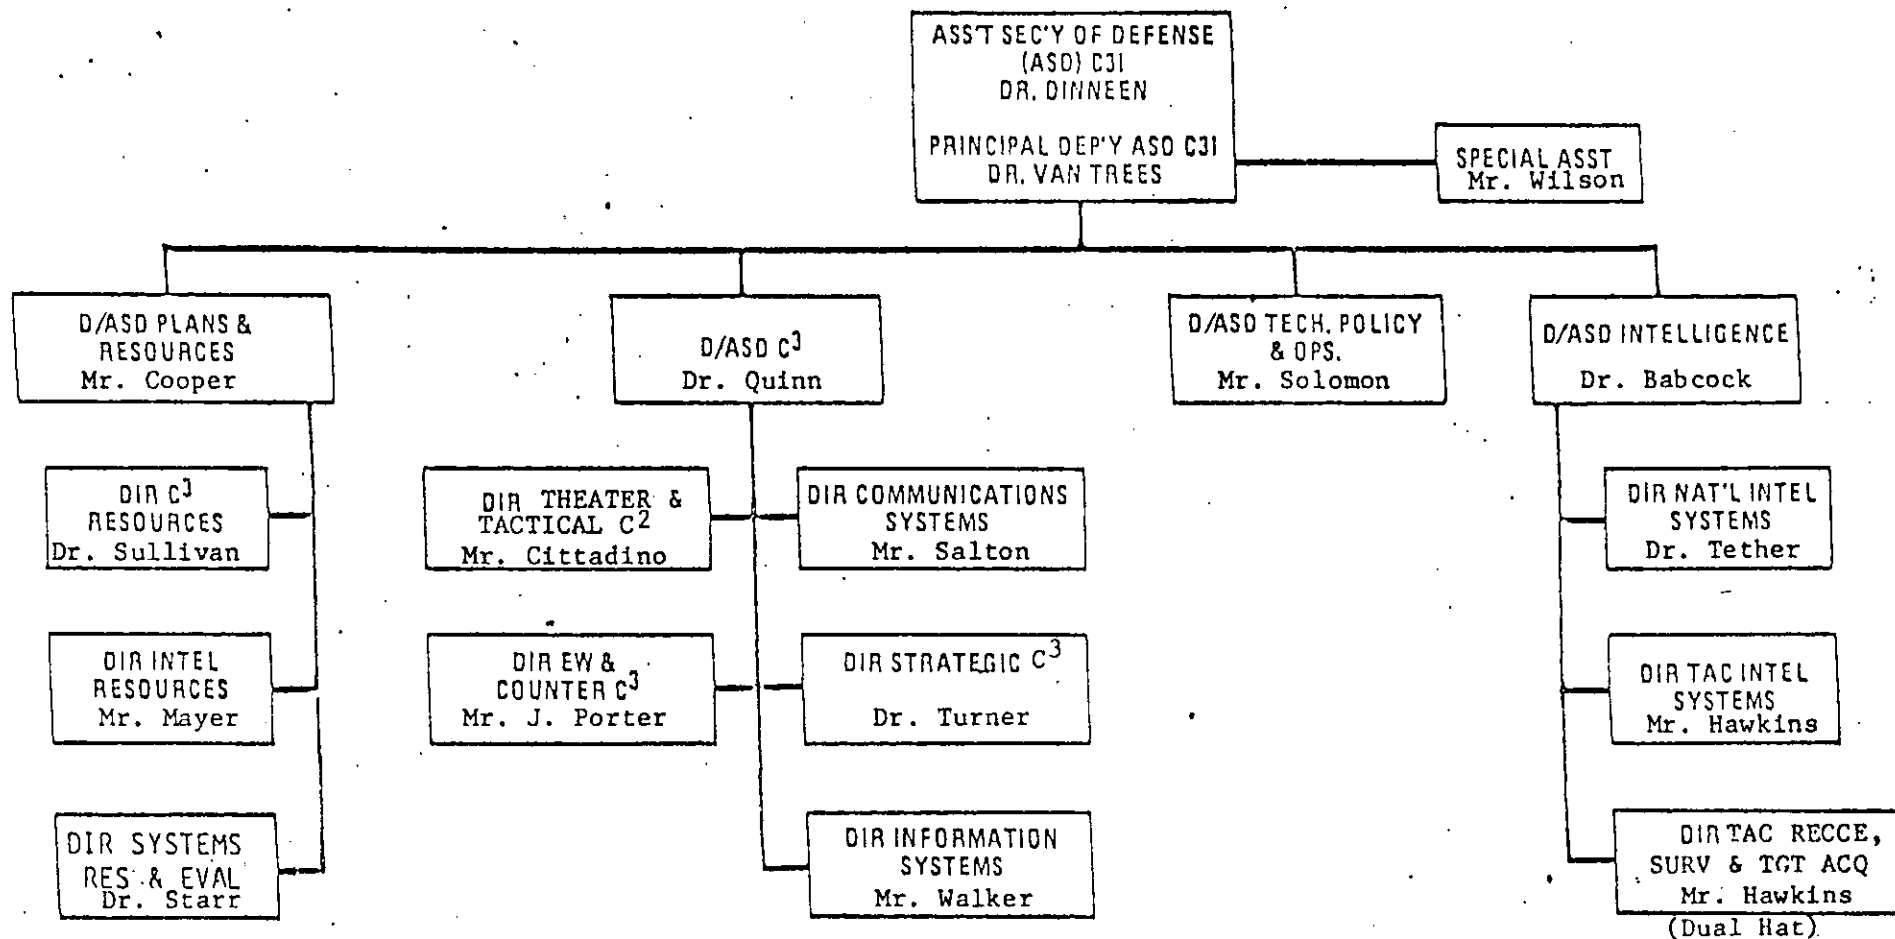 ASS'T SEC'Y OF DEFENSE
(ASD) C3I
DR. DINNEEN
PRINCIPAL DEP'Y ASD C3I
DR. VAN TREES
SPECIAL ASST
Mr. Wilson
D/ASD PLANS &
RESOURCES
Mr. Cooper
D/ASD C³
Dr. Quinn
D/ASD TECH. POLICY
& OPS.
Mr. Solomon
D/ASD INTELLIGENCE
Dr. Babcock
DIR C³
RESOURCES
Dr. Sullivan
DIR THEATER &
TACTICAL C²
Mr. Cittadino
DIR COMMUNICATIONS
SYSTEMS
Mr. Salton
DIR NAT'L INTEL
SYSTEMS
Dr. Tether
DIR INTEL
RESOURCES
Mr. Mayer
DIR EW &
COUNTER C³
Mr. J. Porter
DIR STRATEGIC C³
Dr. Turner
DIR TAC INTEL
SYSTEMS
Mr. Hawkins
DIR SYSTEMS
RES & EVAL
Dr. Starr
DIR INFORMATION
SYSTEMS
Mr. Walker
DIR TAC RECCE,
SURV & TGT ACQ
Mr. Hawkins
(Dual Hat)